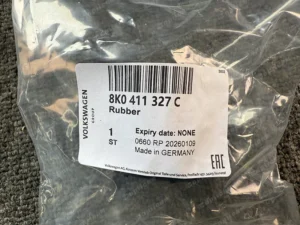 VOLKSWAGEN
8K0 411 327 C
Rubber
1 Expiry date: NONE
ST 0660 RP 20260109
Made in GERMANY
EAC